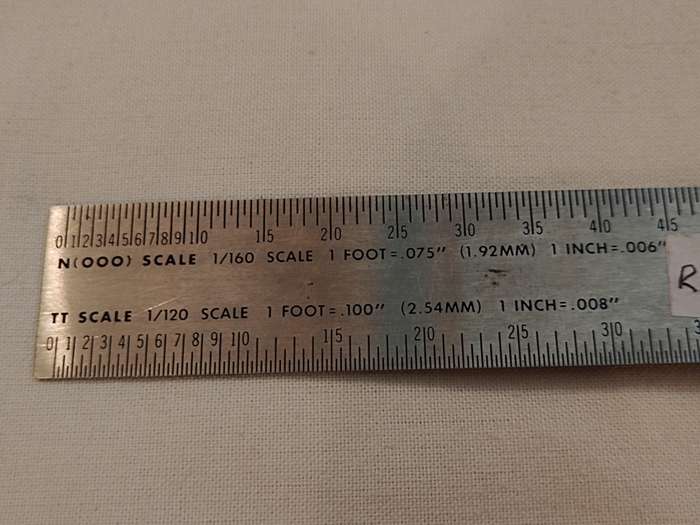 0 1 2 3 4 5 6 7 8 9 10 15 20 25 30 35 40 45
N(OOO) SCALE 1/160 SCALE 1 FOOT=.075" (1.92MM) 1 INCH=.006"
R
TT SCALE 1/120 SCALE 1 FOOT=.100" (2.54MM) 1 INCH=.008"
0 1 2 3 4 5 6 7 8 9 10 15 20 25 30 3